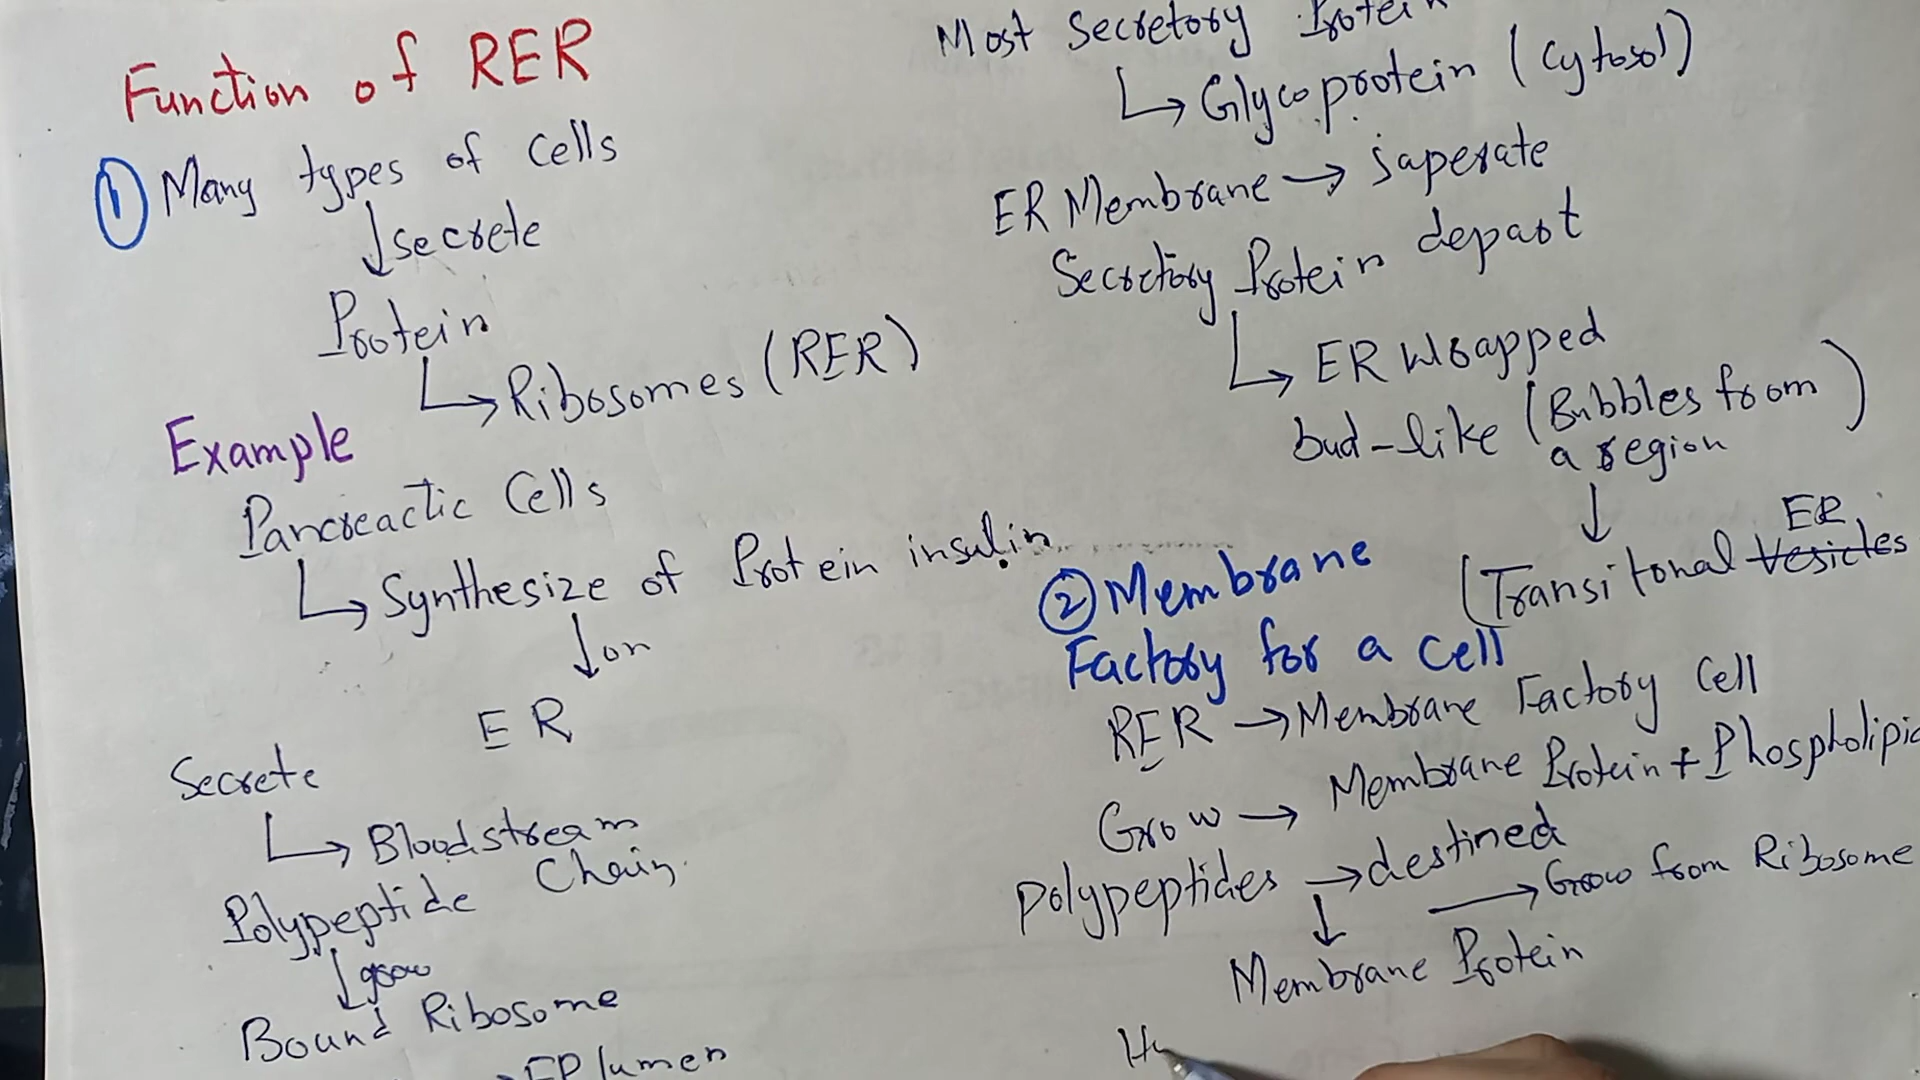 Function of RER
① Many types of Cells
↓ secrete
Protein
↳ Ribosomes (RER)
Example
Pancreactic Cells
↳ Synthesize of Protein insulin
↓ on
ER
Secrete
↳ Bloodstream
Polypeptide Chain
↓ grow
Bound Ribosome
→ ER lumen
Most Secretory Protein
↳ Glycoprotein (Cytosol)
ER Membrane → saperate
Secretory Protein depart
↳ ER wrapped
bud-like (Bubbles from
a region)
↓
ER
(Transitonal Vesicles
② Membrane
Factory for a cell
RER → Membrane Factory Cell
Grow → Membrane Protein + Phospholipid
Polypeptides → destined
↓ → Grow from Ribosome
Membrane Protein